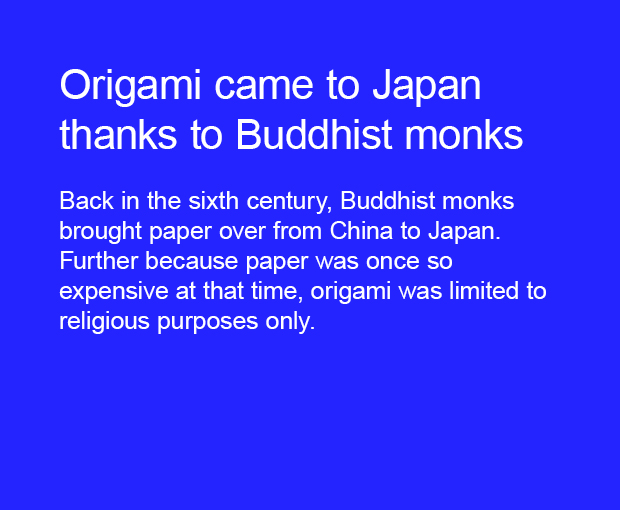 Origami came to Japan
thanks to Buddhist monks
Back in the sixth century, Buddhist monks
brought paper over from China to Japan.
Further because paper was once so
expensive at that time, origami was limited to
religious purposes only.